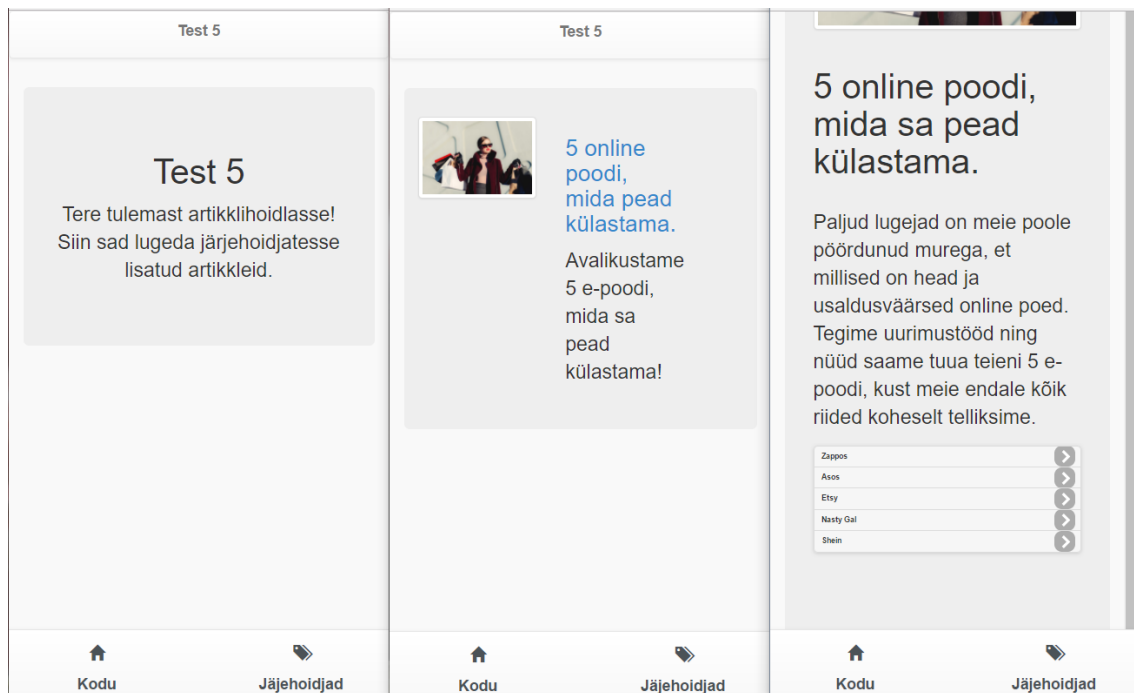 Test 5
Test 5
Tere tulemast artikklihoidlasse!
Siin sad lugeda järjehoidjatesse
lisatud artikkleid.
Kodu
Jäjehoidjad
Test 5
5 online
poodi,
mida pead
külastama.
Avalikustame
5 e-poodi,
mida sa
pead
külastama!
Kodu
Jäjehoidjad
5 online poodi,
mida sa pead
külastama.
Paljud lugejad on meie poole
pöördunud murega, et
millised on head ja
usaldusväärsed online poed.
Tegime uurimustööd ning
nüüd saame tuua teieni 5 e-
poodi, kust meie endale kõik
riided koheselt telliksime.
Zappos
Asos
Etsy
Nasty Gal
Shein
Kodu
Jäjehoidjad